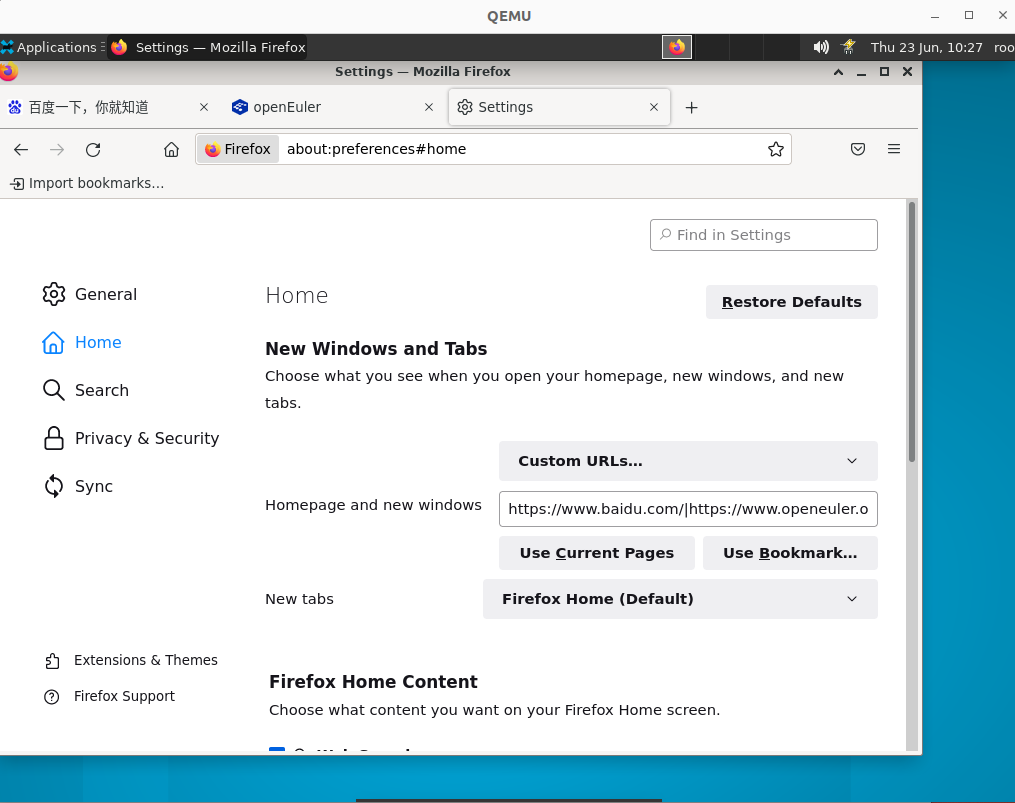 QEMU
Applications
Settings — Mozilla Firefox
Thu 23 Jun, 10:27
roo
Settings — Mozilla Firefox
百度一下，你就知道
openEuler
Settings
Firefox
about:preferences#home
Import bookmarks…
Find in Settings
General
Home
Search
Privacy & Security
Sync
Extensions & Themes
Firefox Support
Home
Restore Defaults
New Windows and Tabs
Choose what you see when you open your homepage, new windows, and new
tabs.
Custom URLs…
Homepage and new windows
https://www.baidu.com/|https://www.openeuler.o
Use Current Pages
Use Bookmark…
New tabs
Firefox Home (Default)
Firefox Home Content
Choose what content you want on your Firefox Home screen.